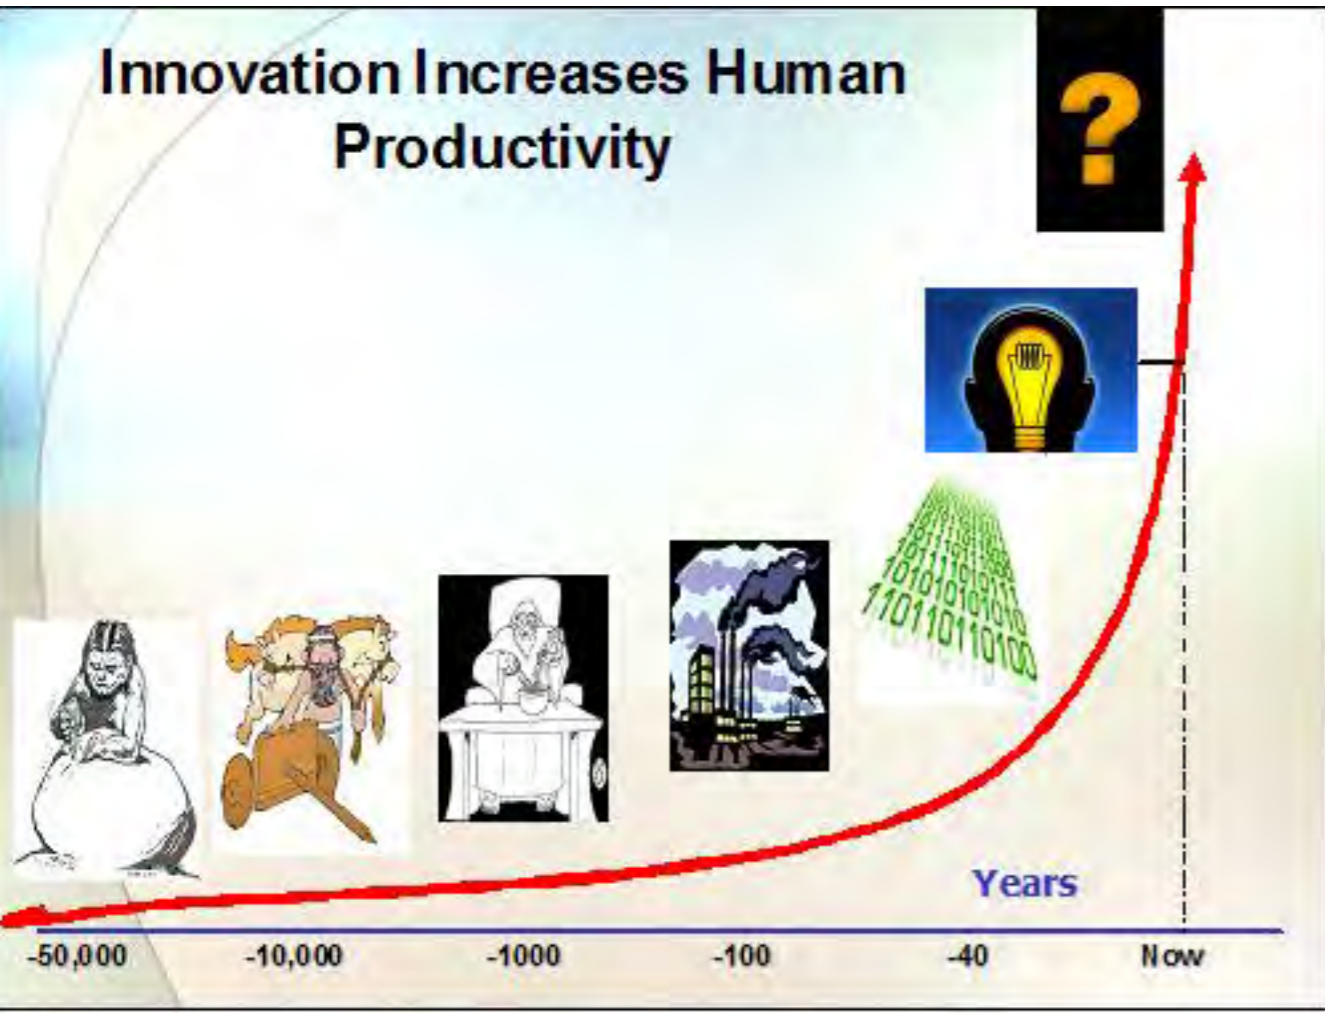 Innovation Increases Human
Productivity
?
Years
-50,000 -10,000 -1000 -100 -40 Now